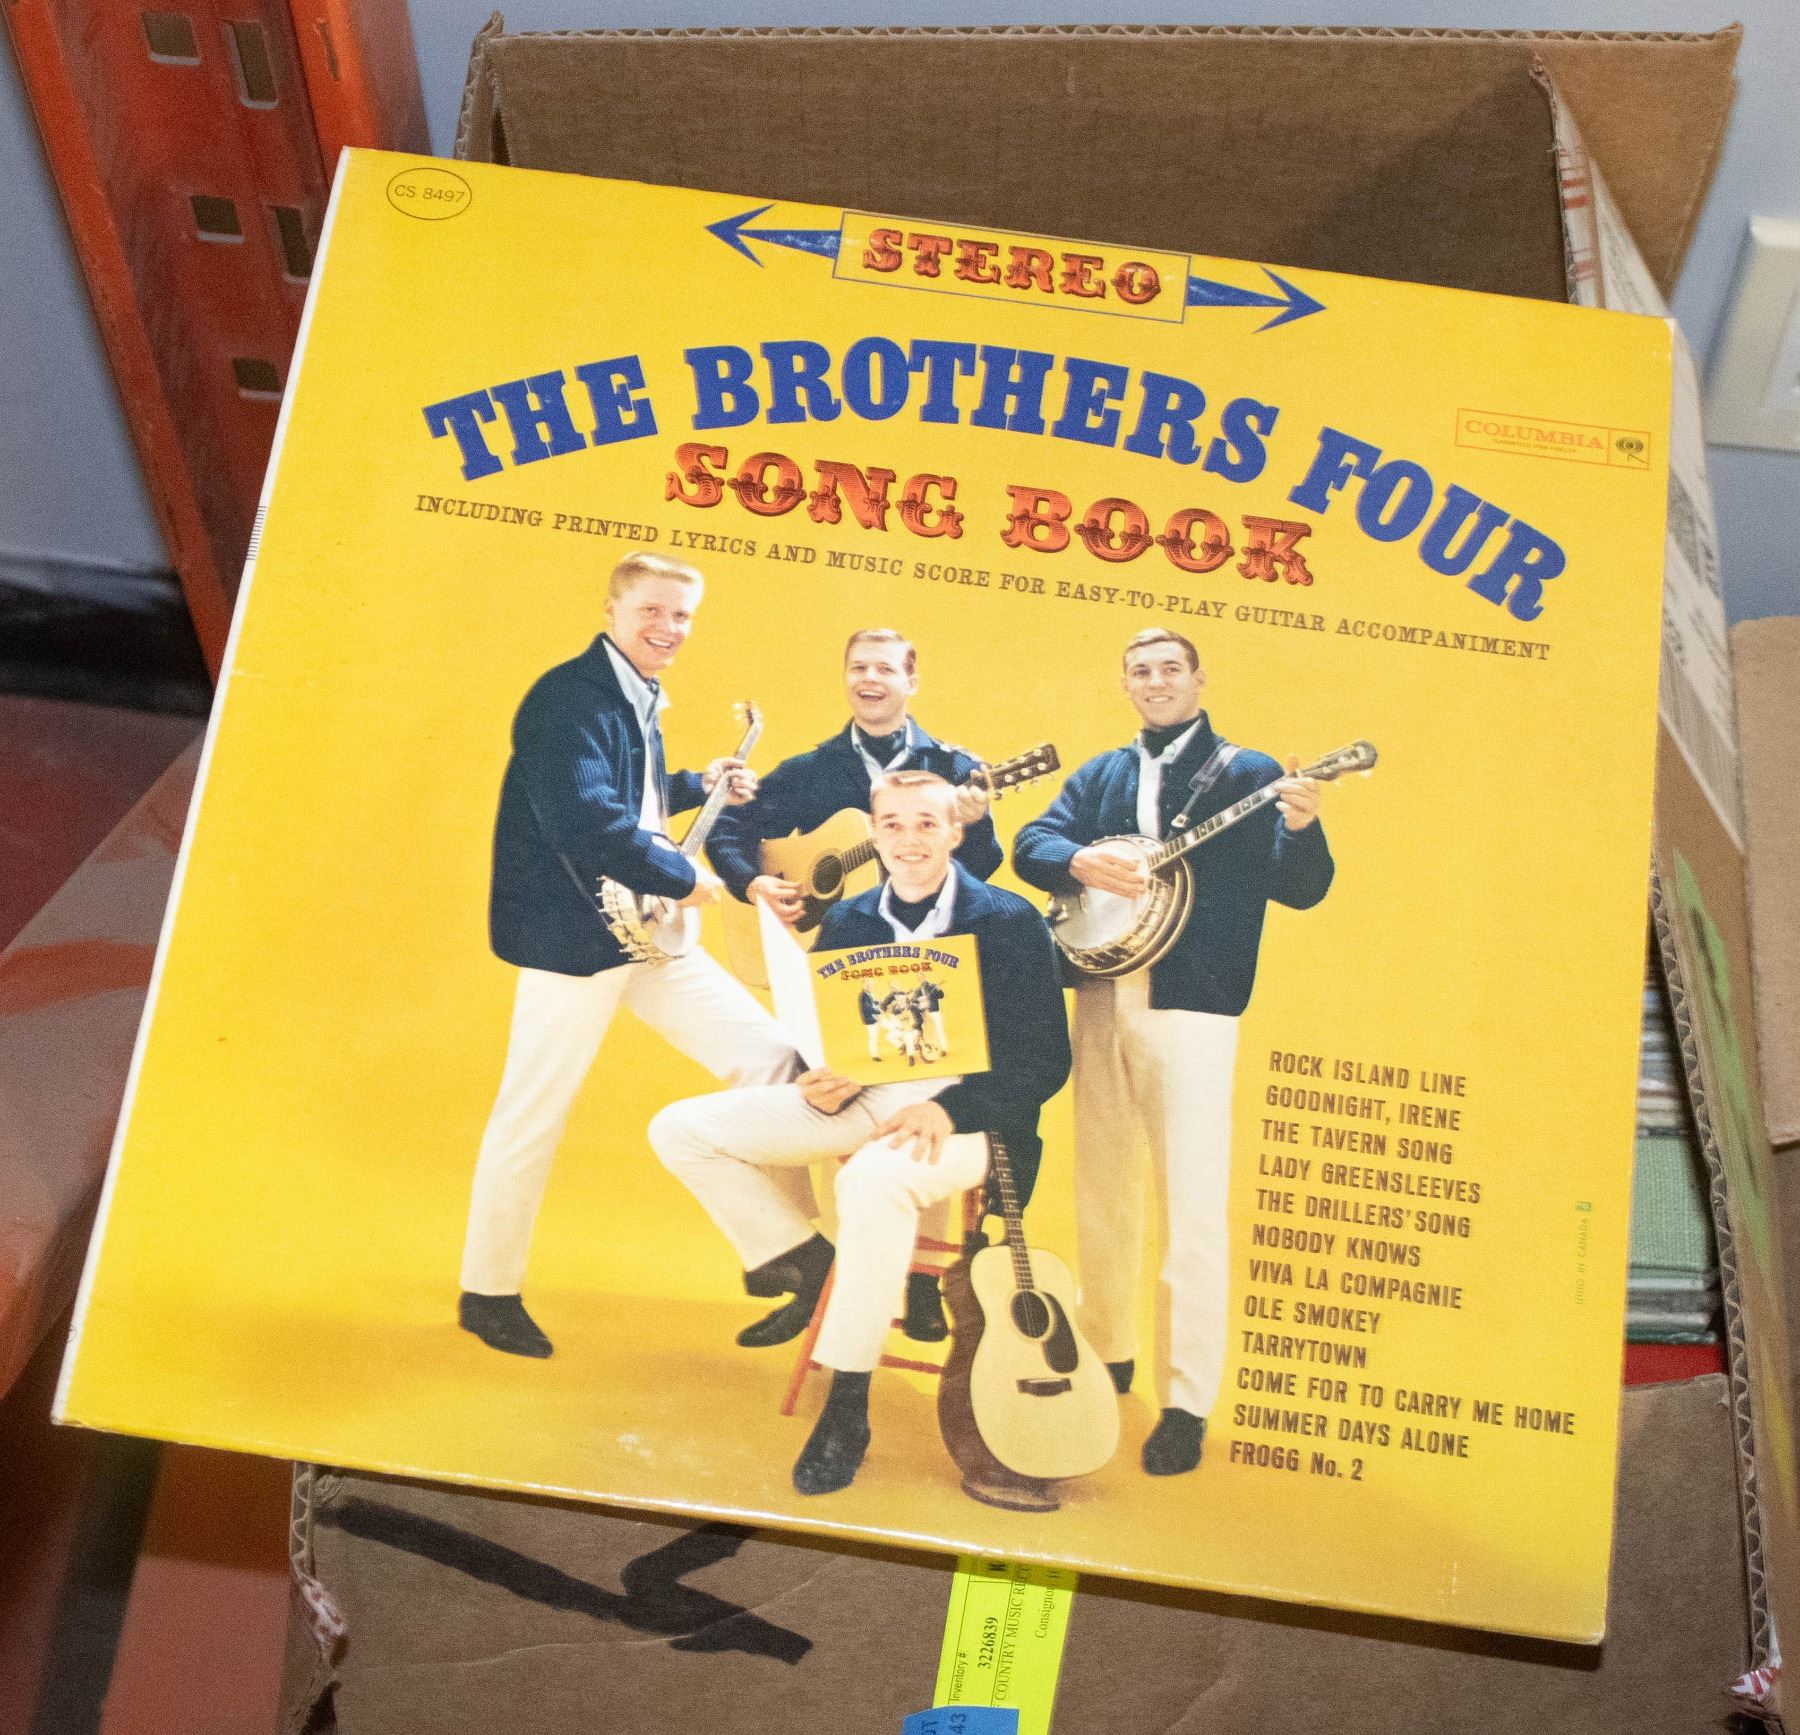 CS 8497
STEREO
THE BROTHERS FOUR
COLUMBIA
SONG BOOK
INCLUDING PRINTED LYRICS AND MUSIC SCORE FOR EASY-TO-PLAY GUITAR ACCOMPANIMENT
THE BROTHERS FOUR
SONG BOOK
ROCK ISLAND LINE
GOODNIGHT, IRENE
THE TAVERN SONG
LADY GREENSLEEVES
THE DRILLERS' SONG
NOBODY KNOWS
VIVA LA COMPAGNIE
OLE SMOKEY
TARRYTOWN
COME FOR TO CARRY ME HOME
SUMMER DAYS ALONE
FROGG No. 2
IN CANADA
Inventory #:
3226839
COUNTRY MUSIC
43